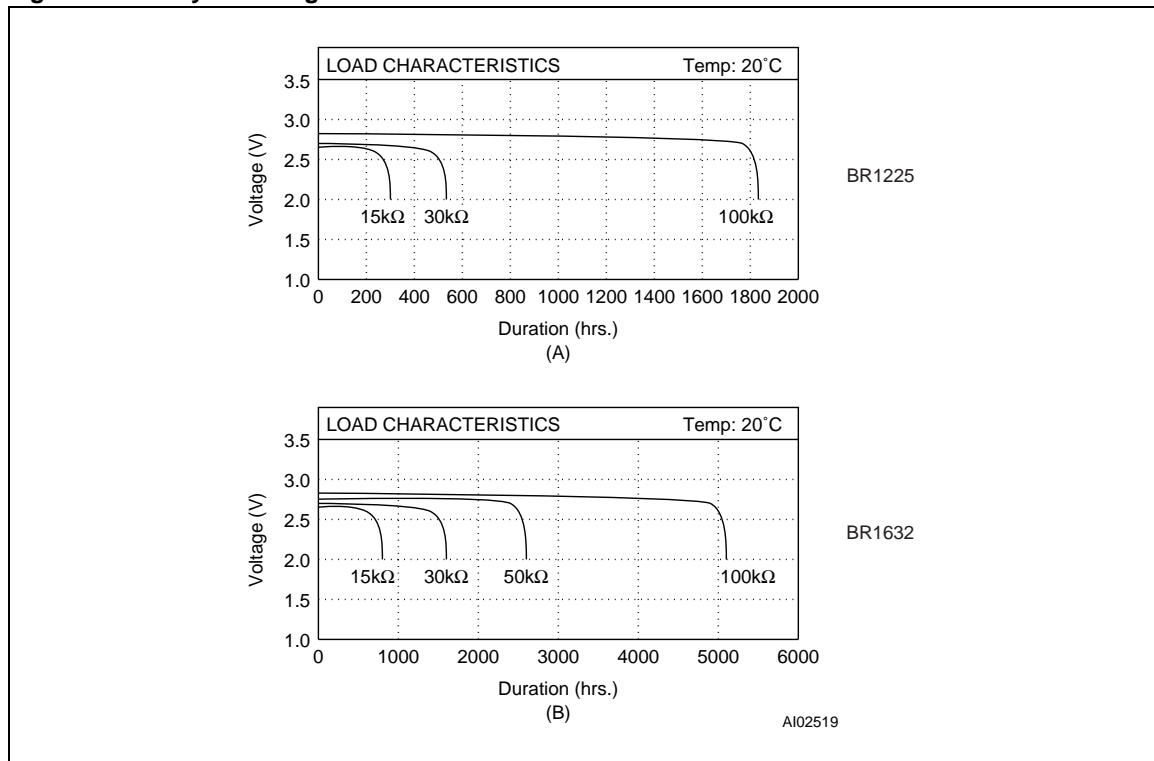 LOAD CHARACTERISTICS Temp: 20˚C
3.5
3.0
2.5
2.0
1.5
1.0
Voltage (V)
15kΩ 30kΩ 100kΩ
0 200 400 600 800 1000 1200 1400 1600 1800 2000
Duration (hrs.)
(A)
BR1225
LOAD CHARACTERISTICS Temp: 20˚C
3.5
3.0
2.5
2.0
1.5
1.0
Voltage (V)
15kΩ 30kΩ 50kΩ 100kΩ
0 1000 2000 3000 4000 5000 6000
Duration (hrs.)
(B)
BR1632
AI02519